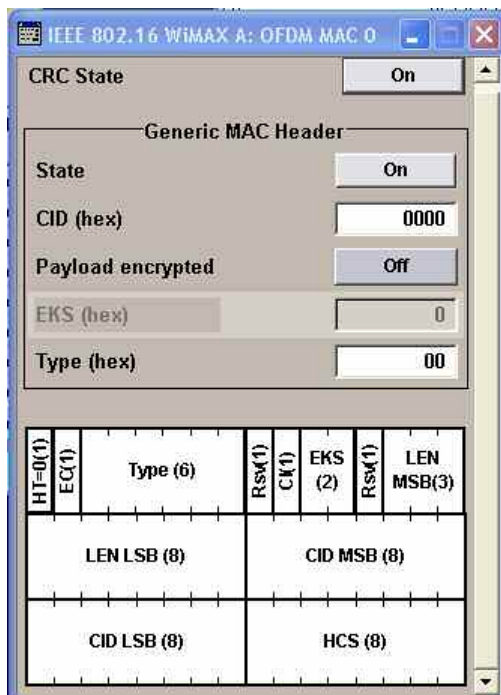 IEEE 802.16 WiMAX A: OFDM MAC 0
CRC State On
Generic MAC Header
State On
CID (hex) 0000
Payload encrypted Off
EKS (hex) 0
Type (hex) 00
HT=0(1) EC(1) Type (6) Rsv(1) CI(1) EKS (2) Rsv(1) LEN MSB(3)
LEN LSB (8) CID MSB (8)
CID LSB (8) HCS (8)